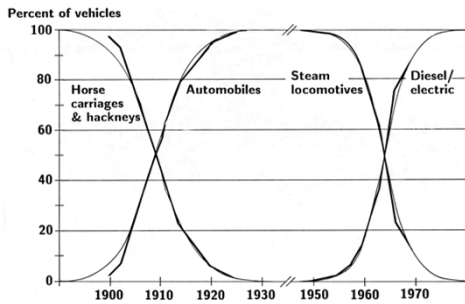 Percent of vehicles
100
80
60
40
20
0
Horse
carriages
& hackneys
Automobiles
Steam
locomotives
Diesel/
electric
1900 1910 1920 1930 1950 1960 1970